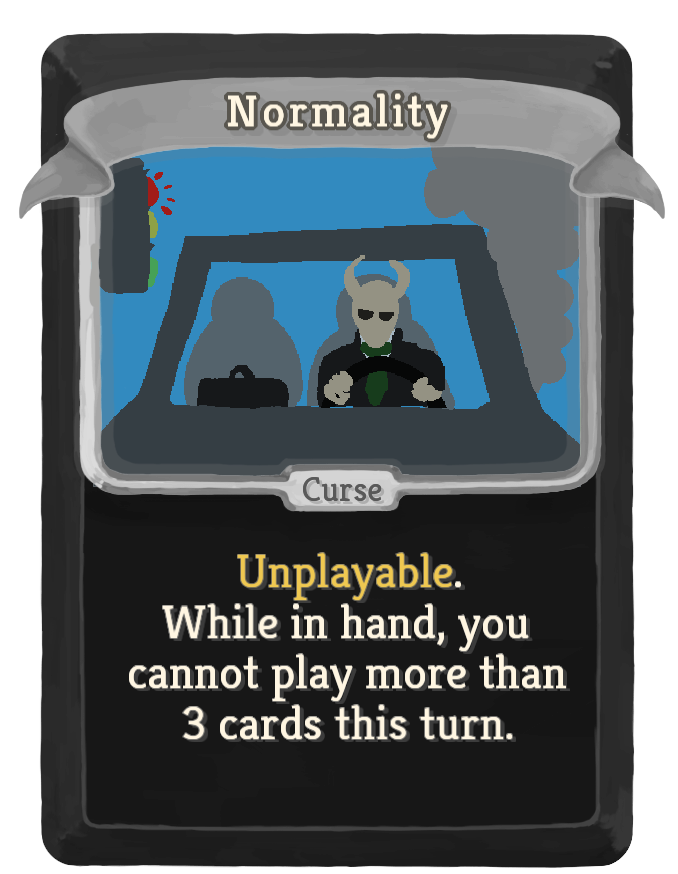 Normality
Curse
Unplayable.
While in hand, you
cannot play more than
3 cards this turn.